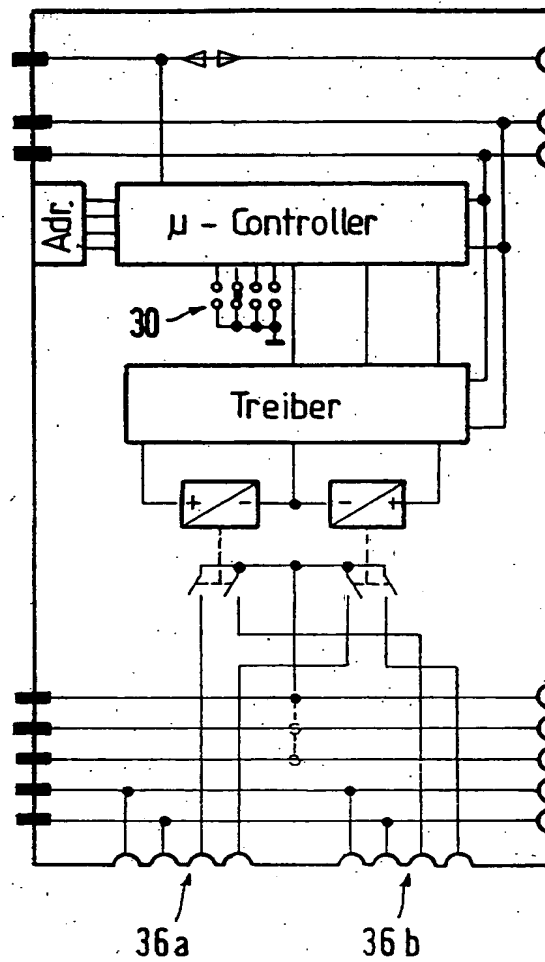 Adr.
µ - Controller
30
Treiber
+ -
- +
36a
36b